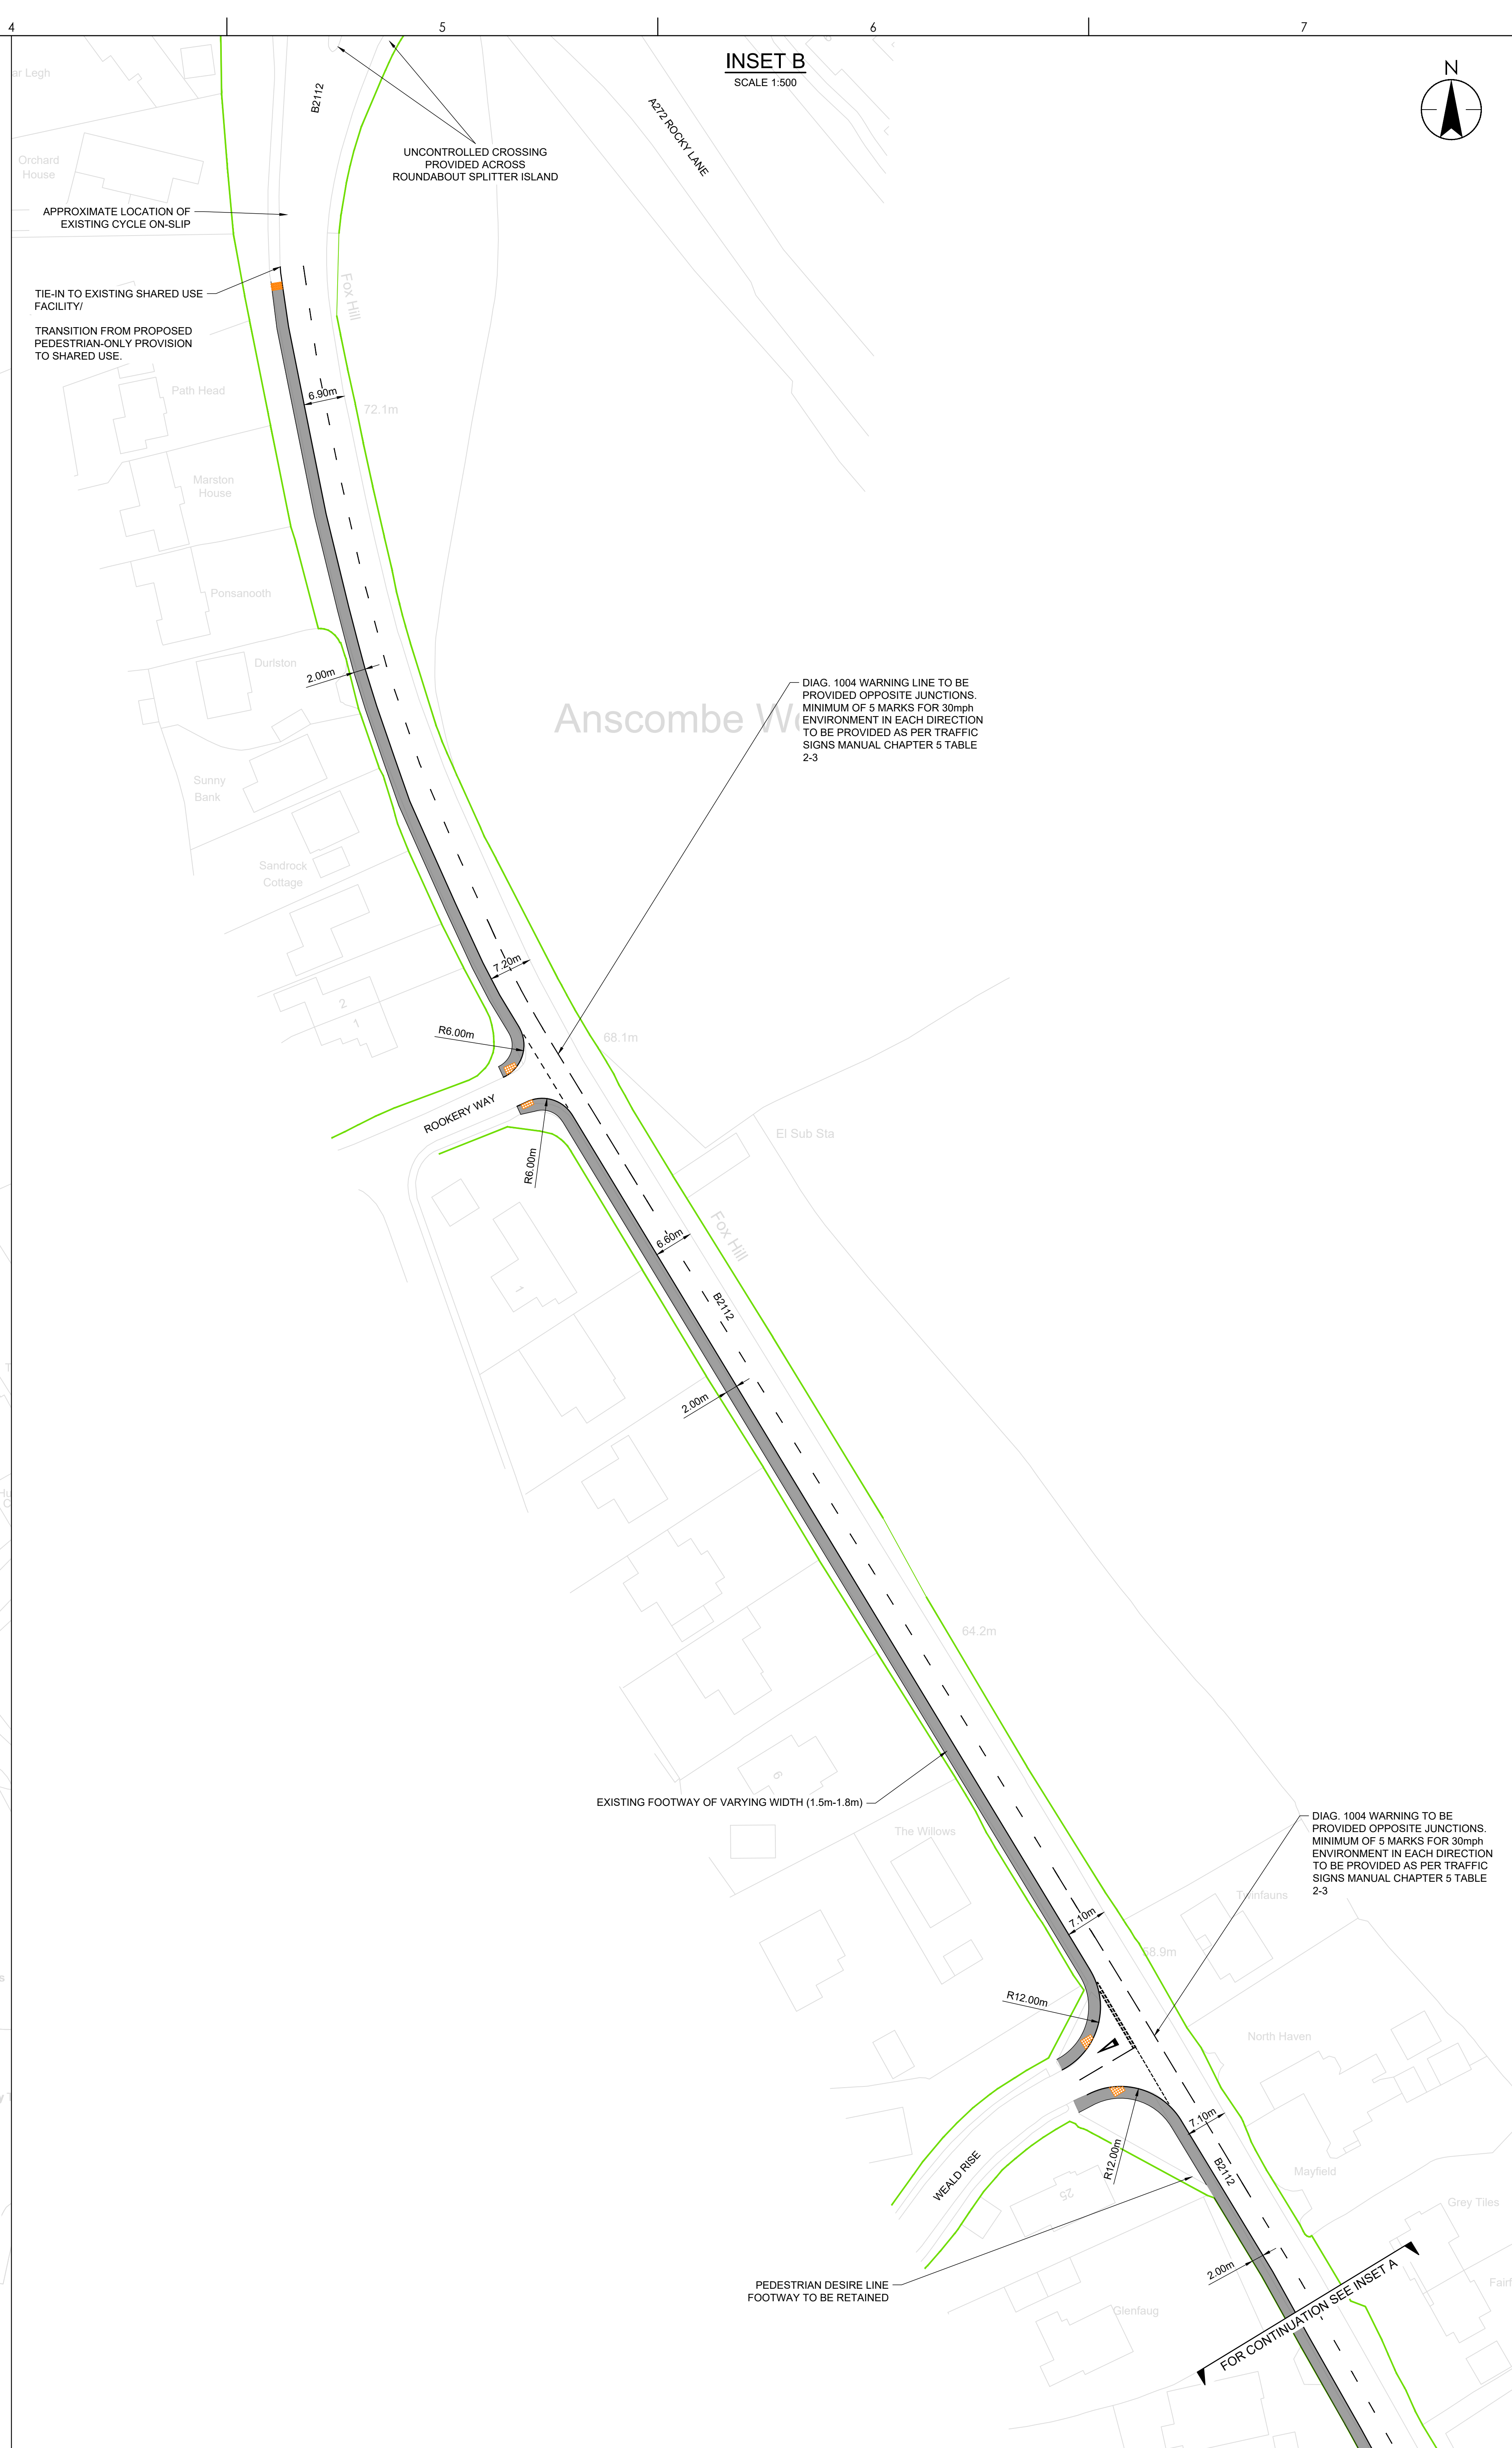 4
5
6
7
INSET B
SCALE 1:500
N
ar Legh
B2112
A272 ROCKY LANE
UNCONTROLLED CROSSING
PROVIDED ACROSS
ROUNDABOUT SPLITTER ISLAND
Orchard
House
APPROXIMATE LOCATION OF
EXISTING CYCLE ON-SLIP
Fox Hill
TIE-IN TO EXISTING SHARED USE
FACILITY/
TRANSITION FROM PROPOSED
PEDESTRIAN-ONLY PROVISION
TO SHARED USE.
Path Head
6.90m
72.1m
Marston
House
Ponsanooth
Durlston
2.00m
DIAG. 1004 WARNING LINE TO BE
PROVIDED OPPOSITE JUNCTIONS.
MINIMUM OF 5 MARKS FOR 30mph
ENVIRONMENT IN EACH DIRECTION
TO BE PROVIDED AS PER TRAFFIC
SIGNS MANUAL CHAPTER 5 TABLE
2-3
Anscombe
Sunny
Bank
Sandrock
Cottage
7.20m
2
1
R6.00m
68.1m
ROOKERY WAY
El Sub Sta
R6.00m
Fox Hill
6.60m
1
B2112
2.00m
64.2m
6
EXISTING FOOTWAY OF VARYING WIDTH (1.5m-1.8m)
The Willows
DIAG. 1004 WARNING TO BE
PROVIDED OPPOSITE JUNCTIONS.
MINIMUM OF 5 MARKS FOR 30mph
ENVIRONMENT IN EACH DIRECTION
TO BE PROVIDED AS PER TRAFFIC
SIGNS MANUAL CHAPTER 5 TABLE
2-3
Twinfauns
7.10m
R12.00m
North Haven
7.10m
R12.00m
WEALD RISE
B2112
Mayfield
25
Grey Tiles
2.00m
PEDESTRIAN DESIRE LINE
FOOTWAY TO BE RETAINED
FOR CONTINUATION SEE INSET A
Glenfaug
Fairf